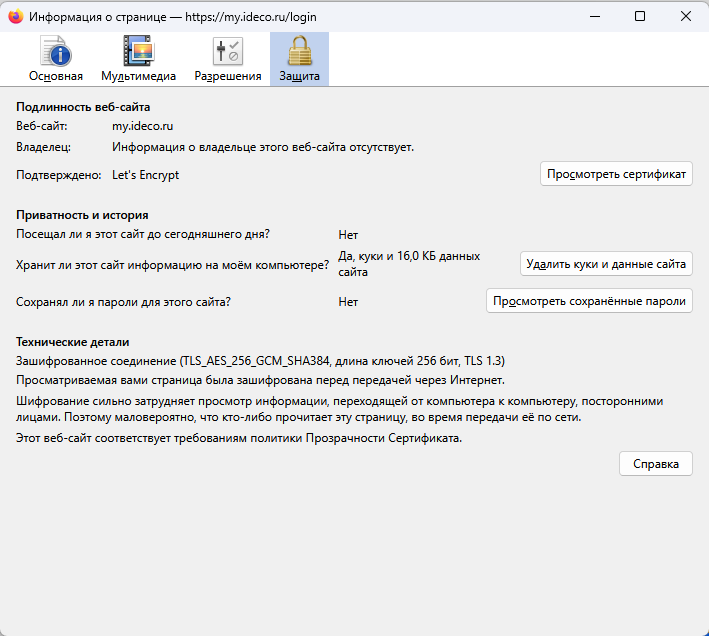 Информация о странице — https://my.ideco.ru/login
Основная
Мультимедиа
Разрешения
Защита
Подлинность веб-сайта
Веб-сайт: my.ideco.ru
Владелец: Информация о владельце этого веб-сайта отсутствует.
Подтверждено: Let's Encrypt
Просмотреть сертификат
Приватность и история
Посещал ли я этот сайт до сегодняшнего дня? Нет
Хранит ли этот сайт информацию на моём компьютере?
Да, куки и 16,0 КБ данных
сайта
Удалить куки и данные сайта
Сохранял ли я пароли для этого сайта? Нет
Просмотреть сохранённые пароли
Технические детали
Зашифрованное соединение (TLS_AES_256_GCM_SHA384, длина ключей 256 бит, TLS 1.3)
Просматриваемая вами страница была зашифрована перед передачей через Интернет.
Шифрование сильно затрудняет просмотр информации, переходящей от компьютера к компьютеру, посторонними
лицами. Поэтому маловероятно, что кто-либо прочитает эту страницу, во время передачи её по сети.
Этот веб-сайт соответствует требованиям политики Прозрачности Сертификата.
Справка